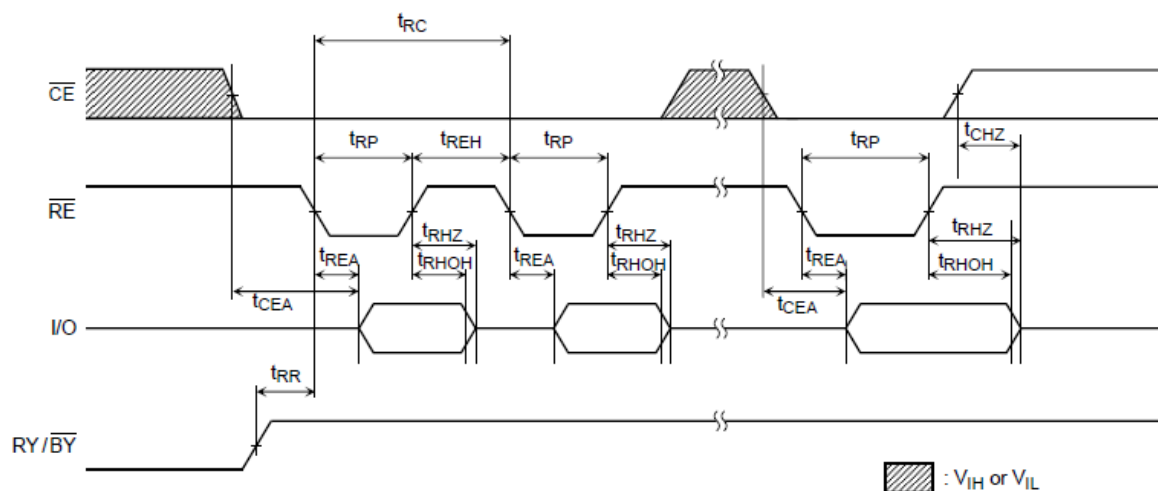 tRC
CE
tCHZ
tRP tREH tRP tRP
RE
tRHZ tRHZ tRHZ
tREA tRHOH tREA tRHOH tREA tRHOH
tCEA tCEA
I/O
tRR
RY/BY
: VIH or VIL